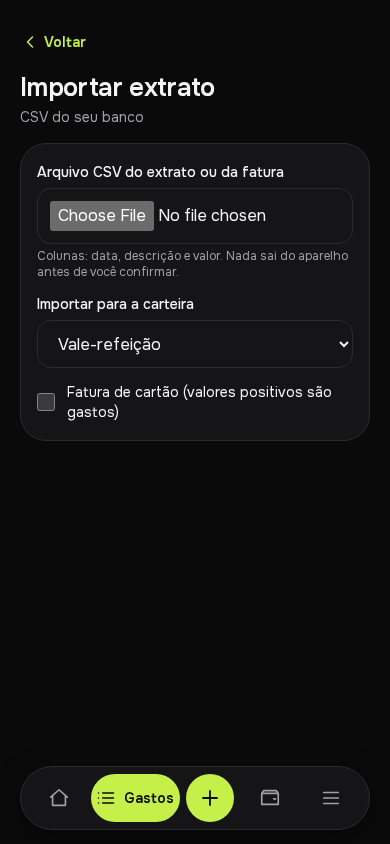 Voltar
Importar extrato
CSV do seu banco
Arquivo CSV do extrato ou da fatura
Choose File No file chosen
Colunas: data, descrição e valor. Nada sai do aparelho
antes de você confirmar.
Importar para a carteira
Vale-refeição
Fatura de cartão (valores positivos são
gastos)
Gastos